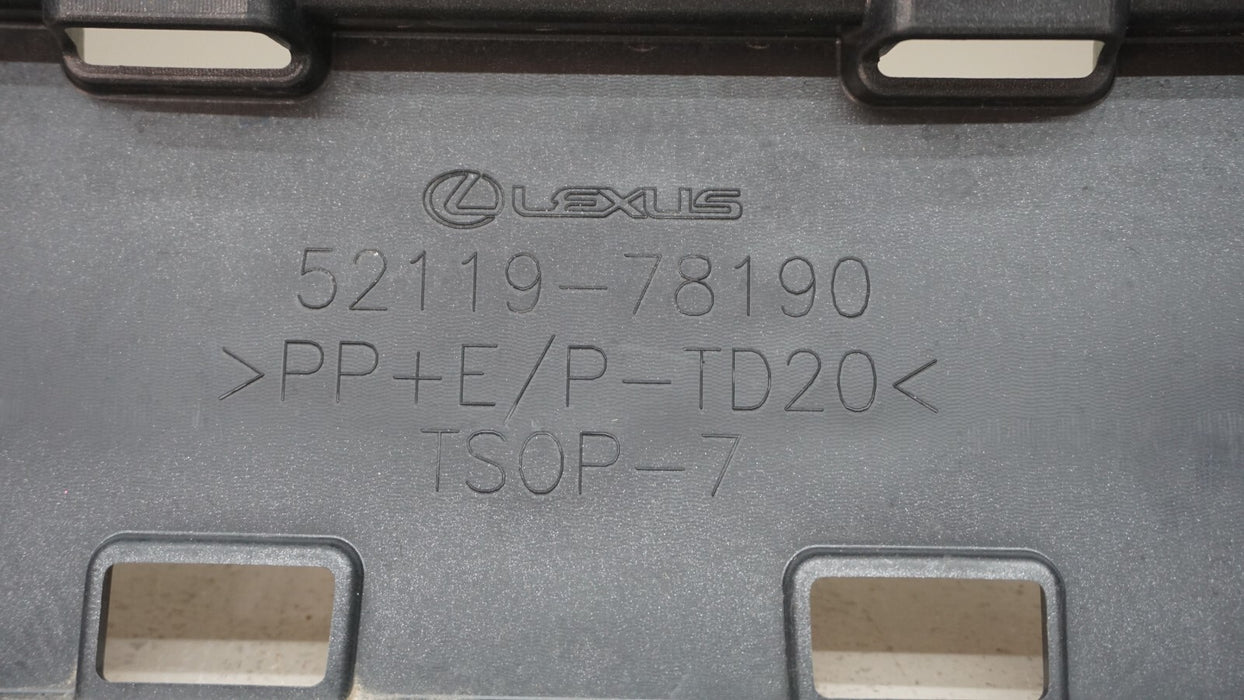 LEXUS
52119-78190
>PP+E/P-TD20<
TSOP-7